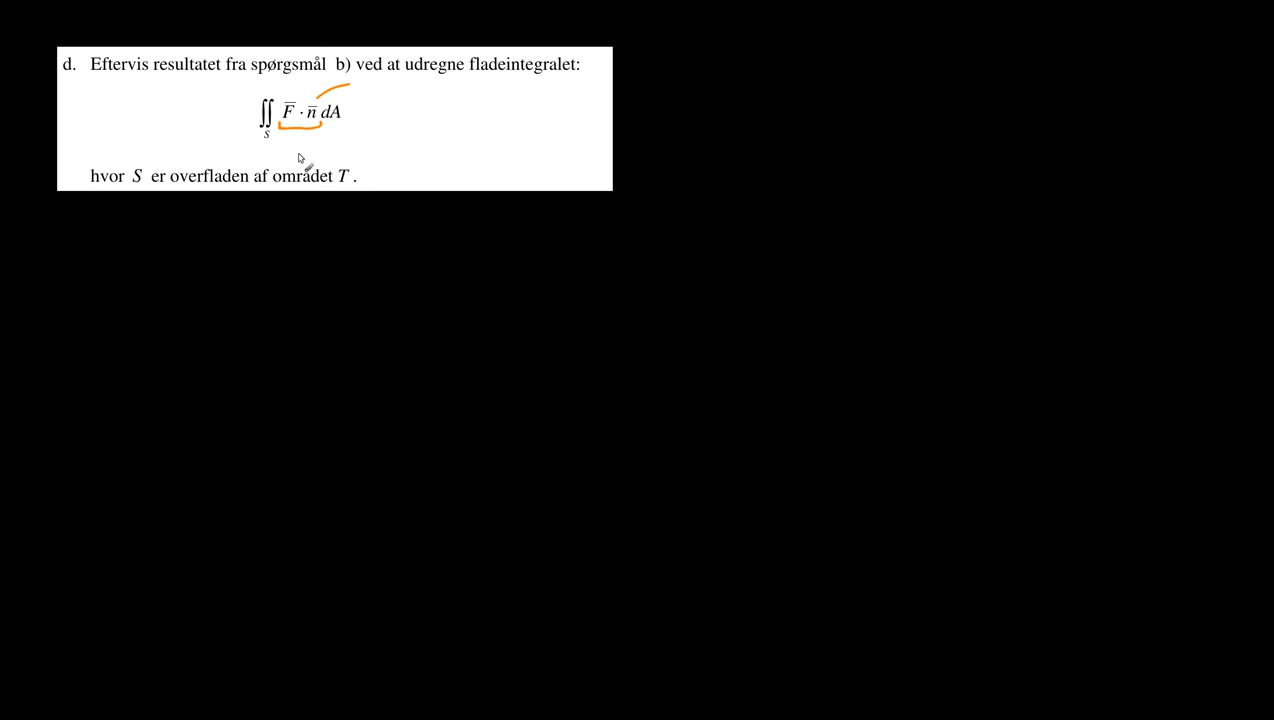 d. Eftervis resultatet fra spørgsmål b) ved at udregne fladeintegralet:
∬_S F̅ · n̅ dA
hvor S er overfladen af området T .